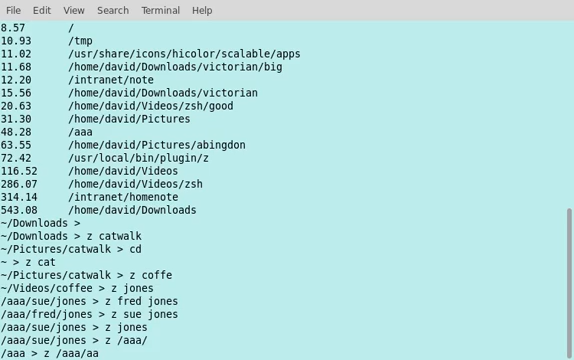 File Edit View Search Terminal Help
8.57 /
10.93 /tmp
11.02 /usr/share/icons/hicolor/scalable/apps
11.68 /home/david/Downloads/victorian/big
12.20 /intranet/note
15.56 /home/david/Downloads/victorian
20.63 /home/david/Videos/zsh/good
31.30 /home/david/Pictures
48.28 /aaa
63.55 /home/david/Pictures/abingdon
72.42 /usr/local/bin/plugin/z
116.52 /home/david/Videos
286.07 /home/david/Videos/zsh
314.14 /intranet/homenote
543.08 /home/david/Downloads
~/Downloads >
~/Downloads > z catwalk
~/Pictures/catwalk > cd
~ > z cat
~/Pictures/catwalk > z coffe
~/Videos/coffee > z jones
/aaa/sue/jones > z fred jones
/aaa/fred/jones > z sue jones
/aaa/sue/jones > z jones
/aaa/sue/jones > z /aaa/
/aaa > z /aaa/aa